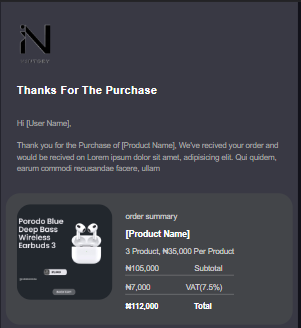 N
Thanks For The Purchase
Hi [User Name],
Thank you for the Purchase of [Product Name], We've recived your order and
would be recived on Lorem ipsum dolor sit amet, adipisicing elit. Qui quidem,
earum commodi recusandae facere, ullam
Porodo Blue
Deep Bass
Wireless
Earbuds 3
order summary
[Product Name]
3 Product, ₦35,000 Per Product
₦105,000 Subtotal
₦7,000 VAT(7.5%)
₦112,000 Total